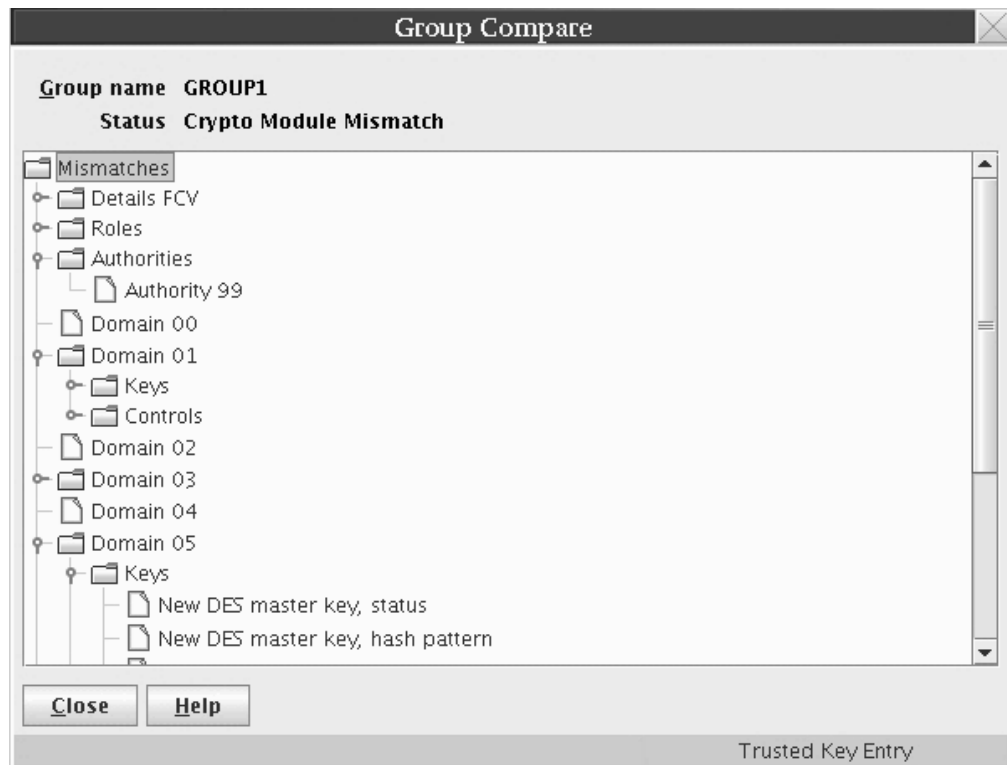 Group Compare
Group name GROUP1
Status Crypto Module Mismatch
Mismatches
Details FCV
Roles
Authorities
Authority 99
Domain 00
Domain 01
Keys
Controls
Domain 02
Domain 03
Domain 04
Domain 05
Keys
New DES master key, status
New DES master key, hash pattern
Close Help
Trusted Key Entry